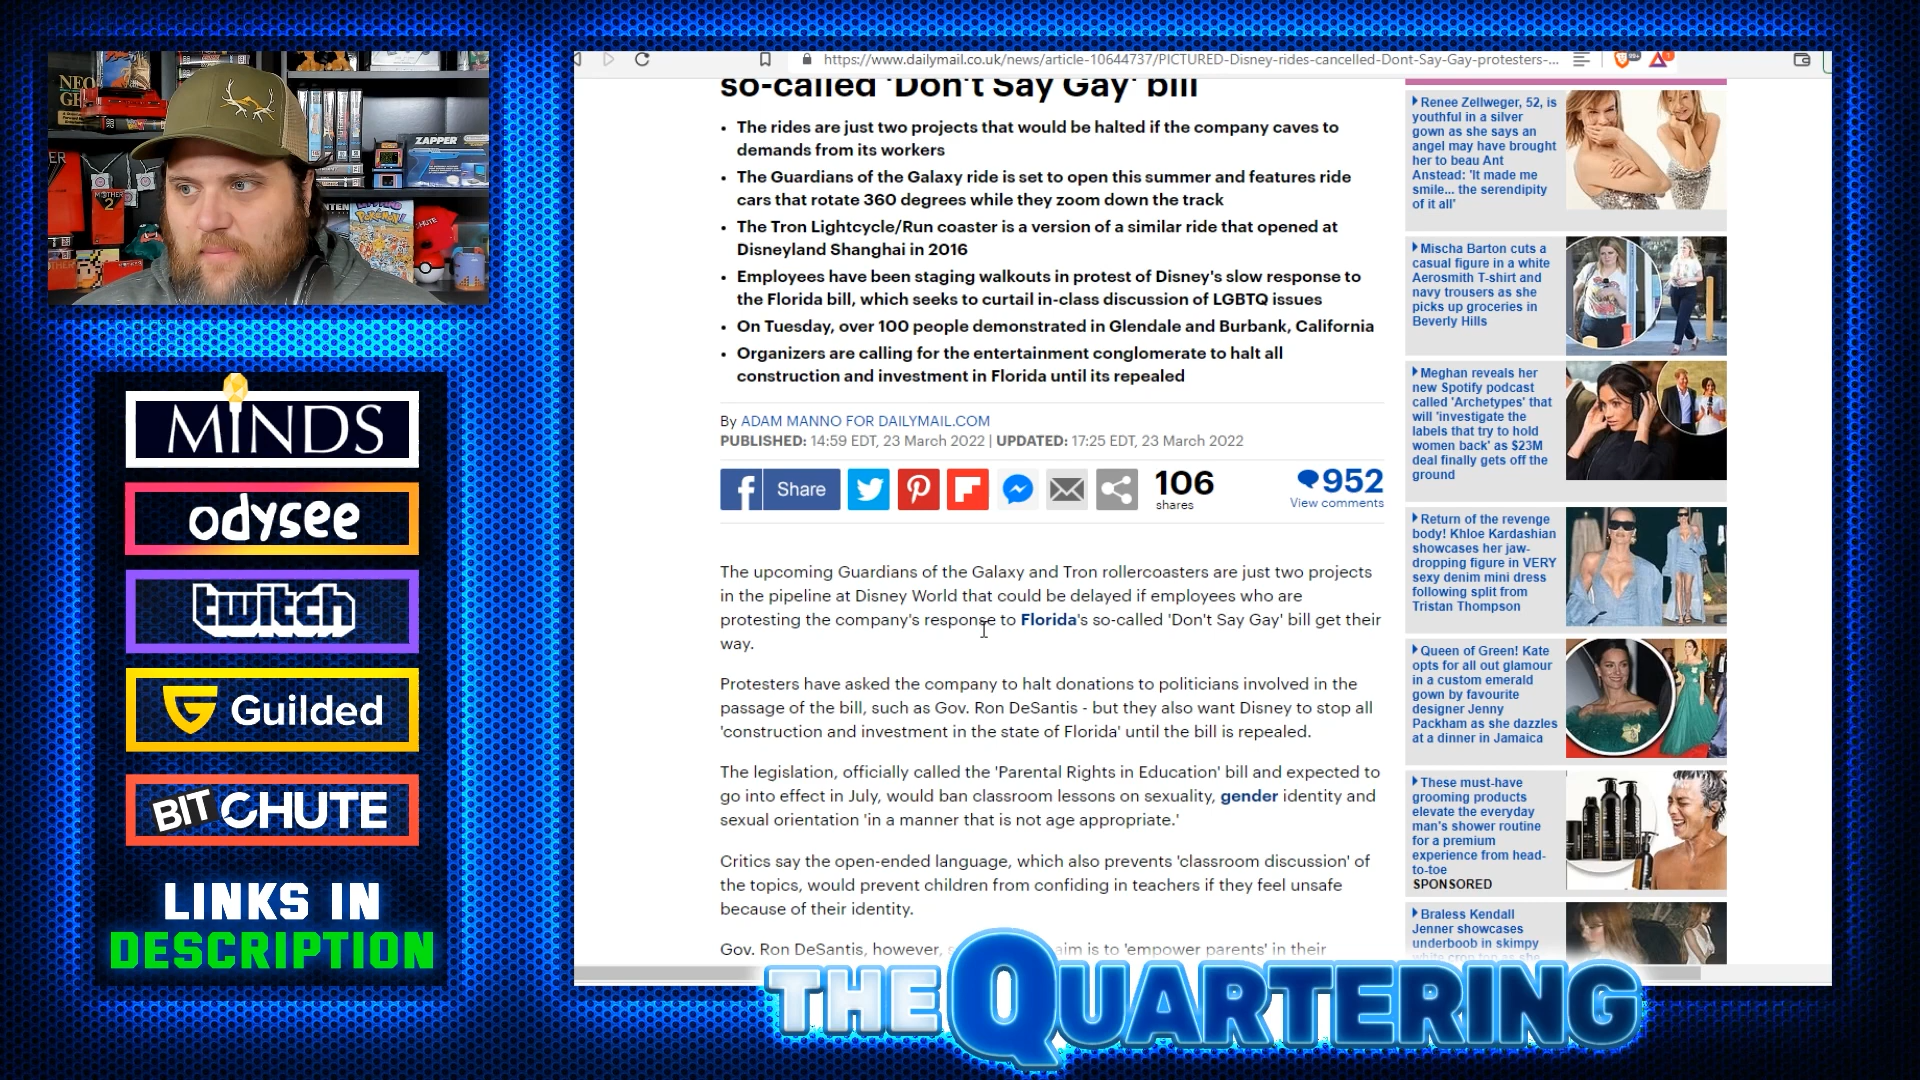 NEO
GE
ZAPPER
MOTHER
2
POKéMON
CHUTE
MINDS
odysee
twitch
Guilded
BITCHUTE
LINKS IN
DESCRIPTION
https://www.dailymail.co.uk/news/article-10644737/PICTURED-Disney-rides-cancelled-Dont-Say-Gay-protesters-...
99+
so-called 'Don't Say Gay' bill
• The rides are just two projects that would be halted if the company caves to
demands from its workers
• The Guardians of the Galaxy ride is set to open this summer and features ride
cars that rotate 360 degrees while they zoom down the track
• The Tron Lightcycle/Run coaster is a version of a similar ride that opened at
Disneyland Shanghai in 2016
• Employees have been staging walkouts in protest of Disney's slow response to
the Florida bill, which seeks to curtail in-class discussion of LGBTQ issues
• On Tuesday, over 100 people demonstrated in Glendale and Burbank, California
• Organizers are calling for the entertainment conglomerate to halt all
construction and investment in Florida until its repealed
By ADAM MANNO FOR DAILYMAIL.COM
PUBLISHED: 14:59 EDT, 23 March 2022 | UPDATED: 17:25 EDT, 23 March 2022
Share
106
shares
952
View comments
The upcoming Guardians of the Galaxy and Tron rollercoasters are just two projects
in the pipeline at Disney World that could be delayed if employees who are
protesting the company's response to Florida's so-called 'Don't Say Gay' bill get their
way.
Protesters have asked the company to halt donations to politicians involved in the
passage of the bill, such as Gov. Ron DeSantis - but they also want Disney to stop all
'construction and investment in the state of Florida' until the bill is repealed.
The legislation, officially called the 'Parental Rights in Education' bill and expected to
go into effect in July, would ban classroom lessons on sexuality, gender identity and
sexual orientation 'in a manner that is not age appropriate.'
Critics say the open-ended language, which also prevents 'classroom discussion' of
the topics, would prevent children from confiding in teachers if they feel unsafe
because of their identity.
Gov. Ron DeSantis, however, aim is to 'empower parents' in their
Renee Zellweger, 52, is
youthful in a silver
gown as she says an
angel may have brought
her to beau Ant
Anstead: 'It made me
smile... the serendipity
of it all'
Mischa Barton cuts a
casual figure in a white
Aerosmith T-shirt and
navy trousers as she
picks up groceries in
Beverly Hills
Meghan reveals her
new Spotify podcast
called 'Archetypes' that
will 'investigate the
labels that try to hold
women back' as $23M
deal finally gets off the
ground
Return of the revenge
body! Khloe Kardashian
showcases her jaw-
dropping figure in VERY
sexy denim mini dress
following split from
Tristan Thompson
Queen of Green! Kate
opts for all out glamour
in a custom emerald
gown by favourite
designer Jenny
Packham as she dazzles
at a dinner in Jamaica
These must-have
grooming products
elevate the everyday
man's shower routine
for a premium
experience from head-
to-toe
SPONSORED
Braless Kendall
Jenner showcases
underboob in skimpy
white crop top as she
THE QUARTERING